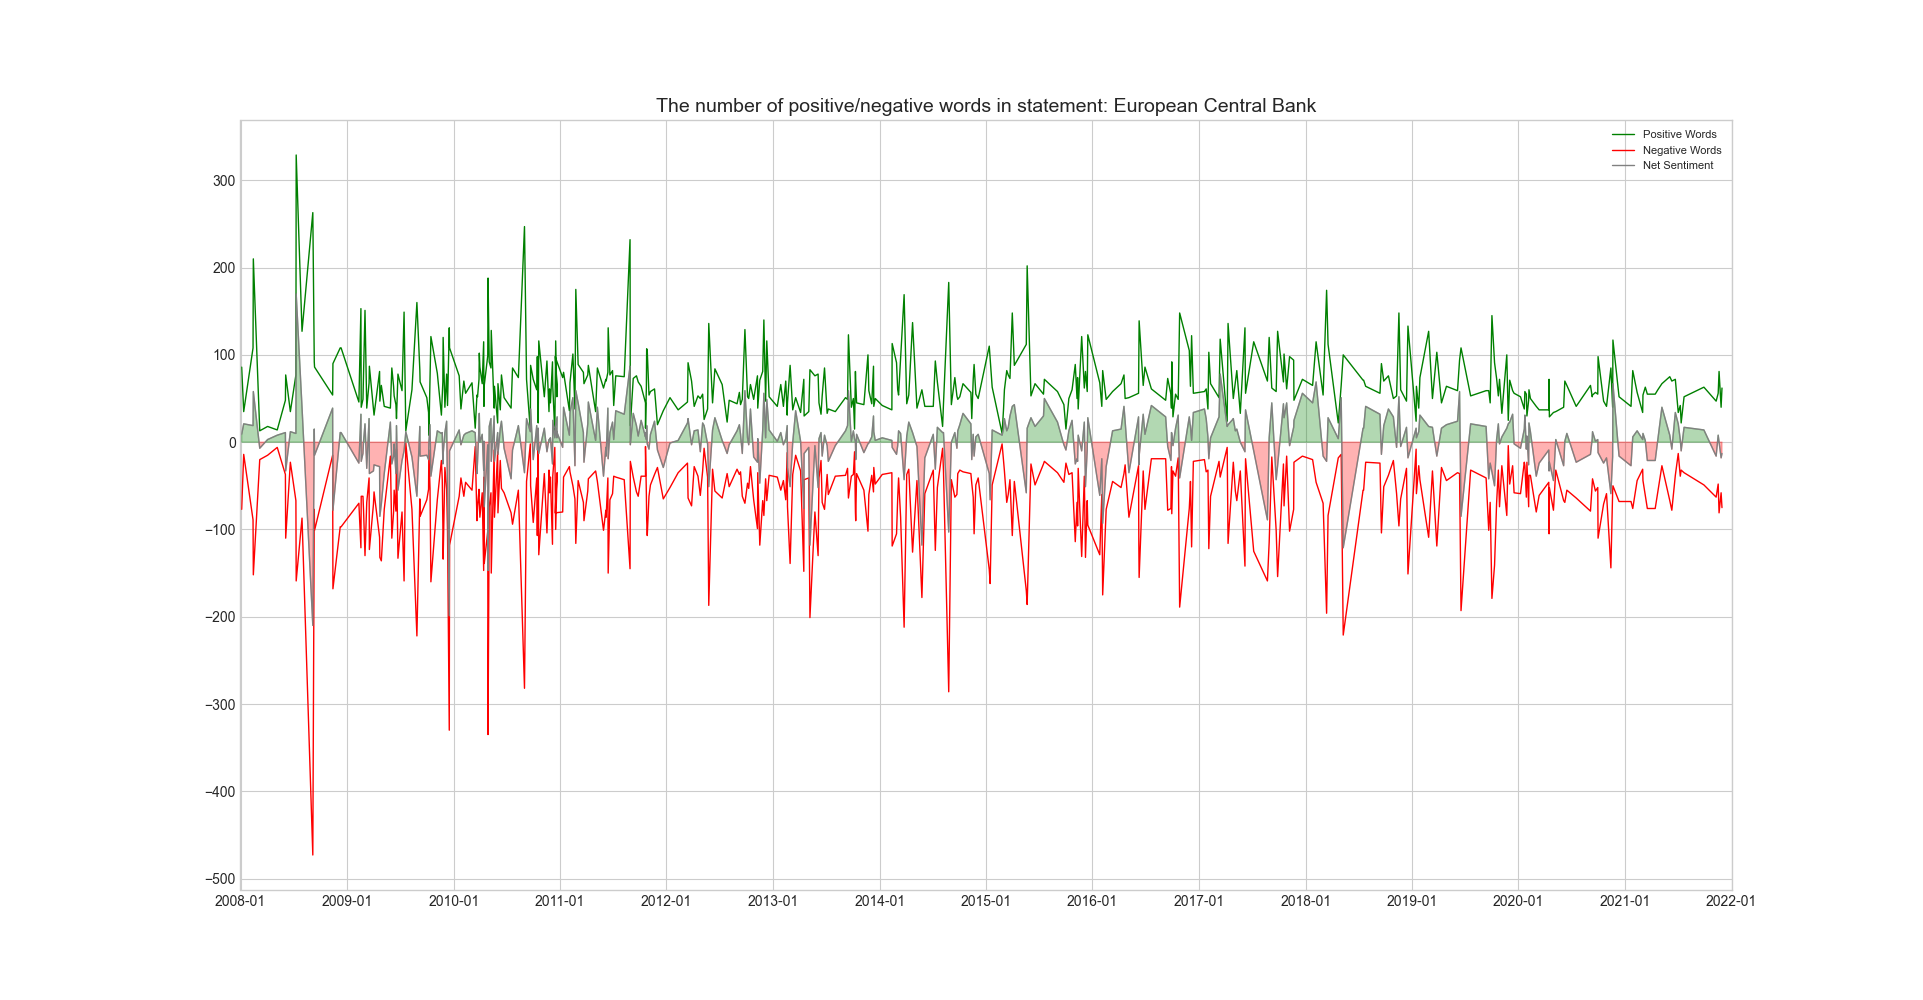 The number of positive/negative words in statement: European Central Bank
Positive Words
Negative Words
Net Sentiment
300
200
100
0
−100
−200
−300
−400
−500
2008-01 2009-01 2010-01 2011-01 2012-01 2013-01 2014-01 2015-01 2016-01 2017-01 2018-01 2019-01 2020-01 2021-01 2022-01